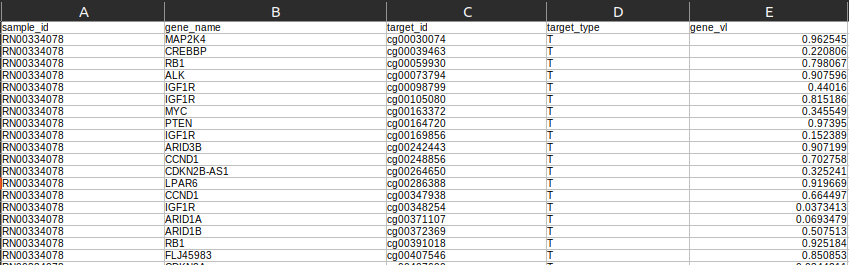 A B C D E
sample_id gene_name target_id target_type gene_vl
RN00334078 MAP2K4 cg00030074 T 0.962545
RN00334078 CREBBP cg00039463 T 0.220806
RN00334078 RB1 cg00059930 T 0.798067
RN00334078 ALK cg00073794 T 0.907596
RN00334078 IGF1R cg00098799 T 0.44016
RN00334078 IGF1R cg00105080 T 0.815186
RN00334078 MYC cg00163372 T 0.345549
RN00334078 PTEN cg00164720 T 0.97395
RN00334078 IGF1R cg00169856 T 0.152389
RN00334078 ARID3B cg00242443 T 0.907199
RN00334078 CCND1 cg00248856 T 0.702758
RN00334078 CDKN2B-AS1 cg00264650 T 0.325241
RN00334078 LPAR6 cg00286388 T 0.919669
RN00334078 CCND1 cg00347938 T 0.664497
RN00334078 IGF1R cg00348254 T 0.0373413
RN00334078 ARID1A cg00371107 T 0.0693479
RN00334078 ARID1B cg00372369 T 0.507513
RN00334078 RB1 cg00391018 T 0.925184
RN00334078 FLJ45983 cg00407546 T 0.850853